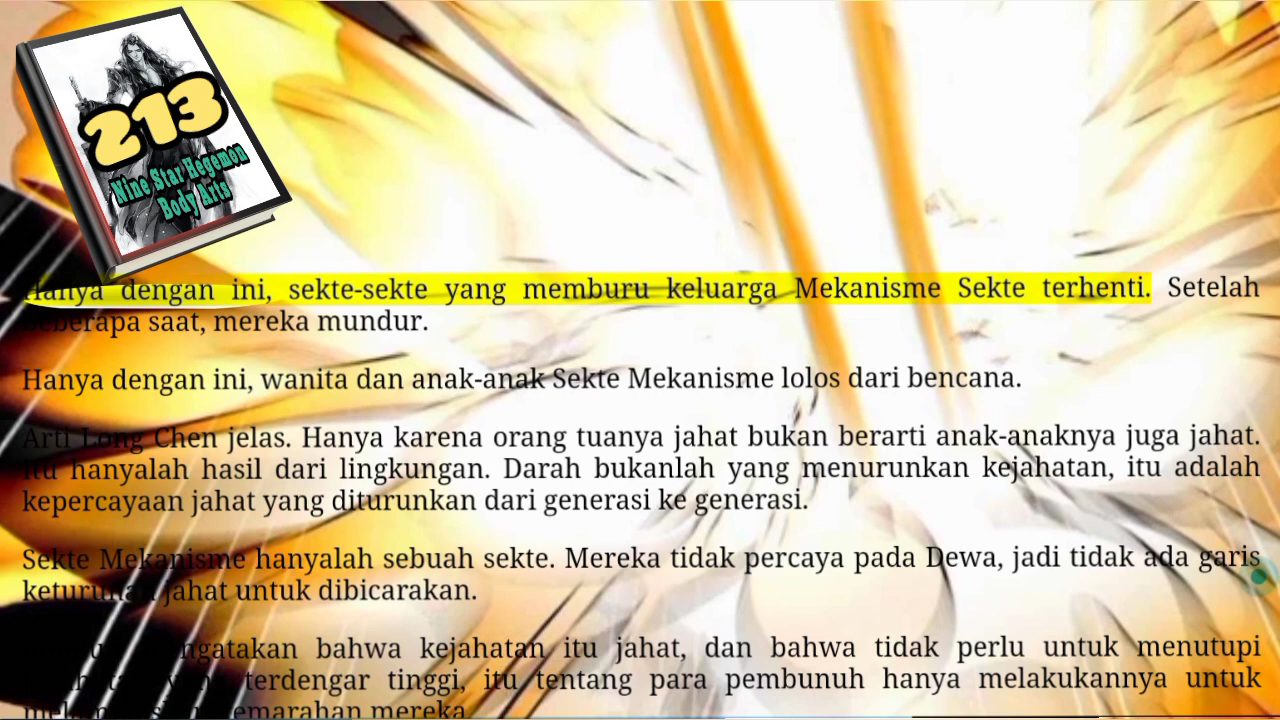 213
Nine Star Hegemon
Body Arts
Hanya dengan ini, sekte-sekte yang memburu keluarga Mekanisme Sekte terhenti. Setelah
beberapa saat, mereka mundur.
Hanya dengan ini, wanita dan anak-anak Sekte Mekanisme lolos dari bencana.
Arti Long Chen jelas. Hanya karena orang tuanya jahat bukan berarti anak-anaknya juga jahat.
Itu hanyalah hasil dari lingkungan. Darah bukanlah yang menurunkan kejahatan, itu adalah
kepercayaan jahat yang diturunkan dari generasi ke generasi.
Sekte Mekanisme hanyalah sebuah sekte. Mereka tidak percaya pada Dewa, jadi tidak ada garis
keturunan jahat untuk dibicarakan.
bahwa kejahatan itu jahat, dan bahwa tidak perlu untuk menutupi
terdengar tinggi, itu tentang para pembunuh hanya melakukannya untuk
kemarahan mereka